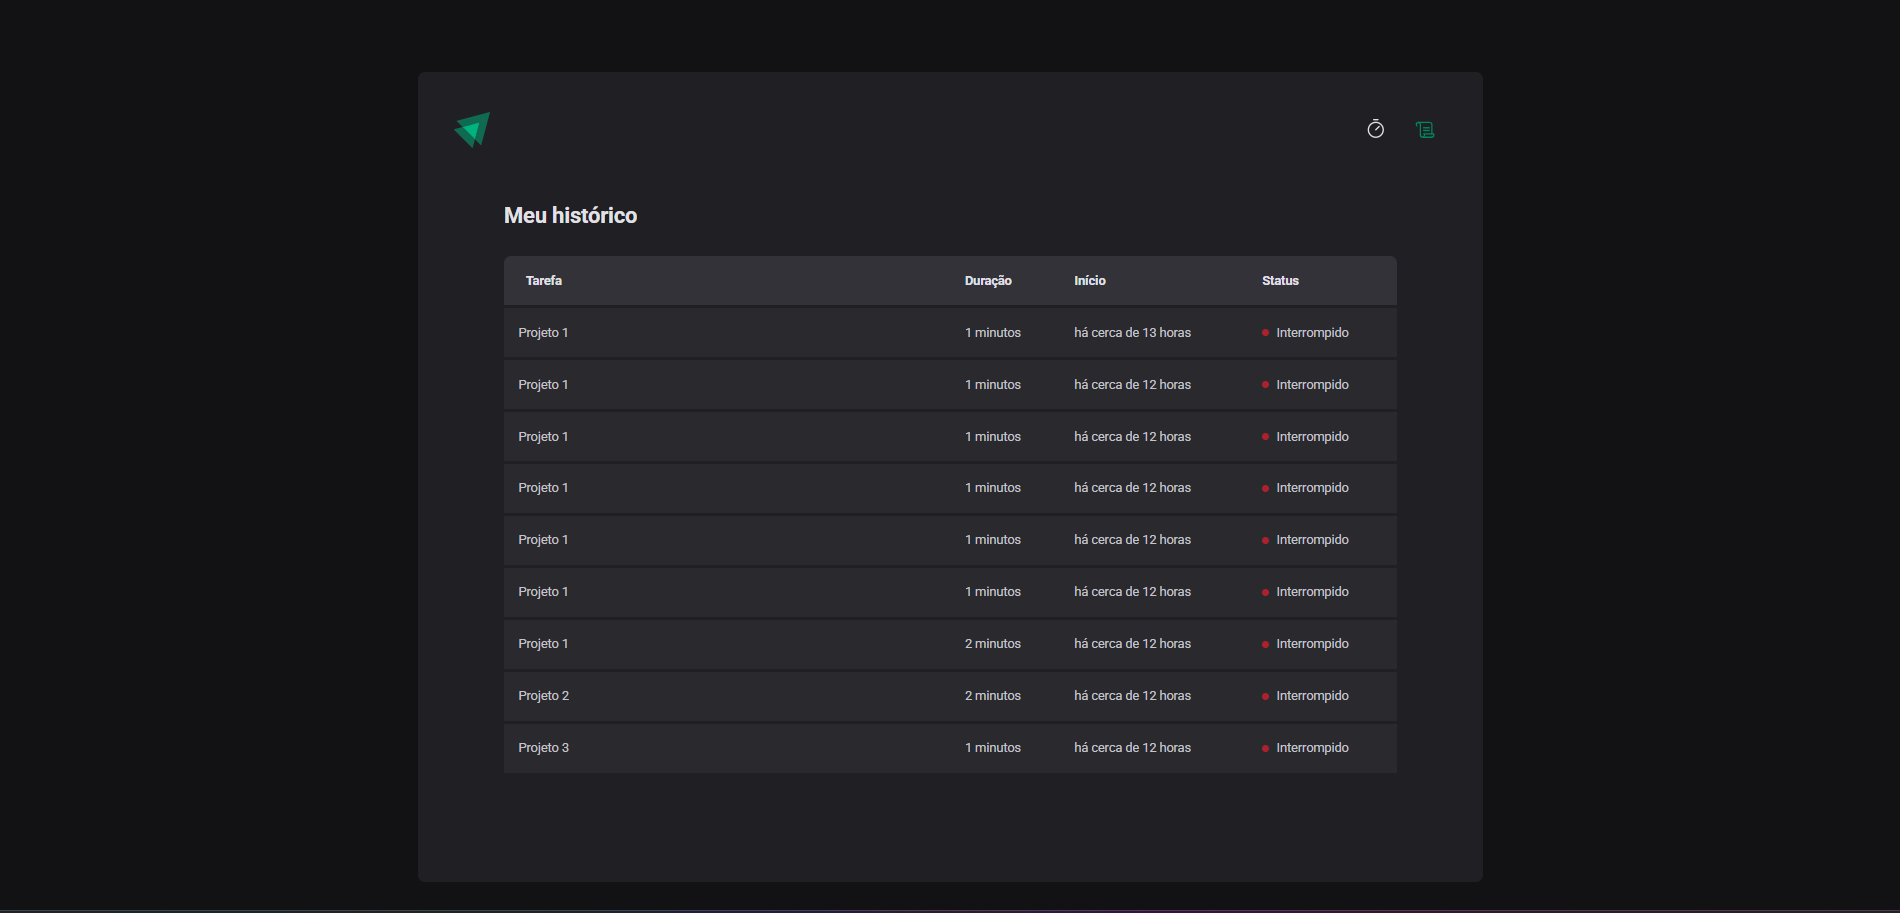 Meu histórico
Tarefa Duração Início Status
Projeto 1 1 minutos há cerca de 13 horas Interrompido
Projeto 1 1 minutos há cerca de 12 horas Interrompido
Projeto 1 1 minutos há cerca de 12 horas Interrompido
Projeto 1 1 minutos há cerca de 12 horas Interrompido
Projeto 1 1 minutos há cerca de 12 horas Interrompido
Projeto 1 1 minutos há cerca de 12 horas Interrompido
Projeto 1 2 minutos há cerca de 12 horas Interrompido
Projeto 2 2 minutos há cerca de 12 horas Interrompido
Projeto 3 1 minutos há cerca de 12 horas Interrompido